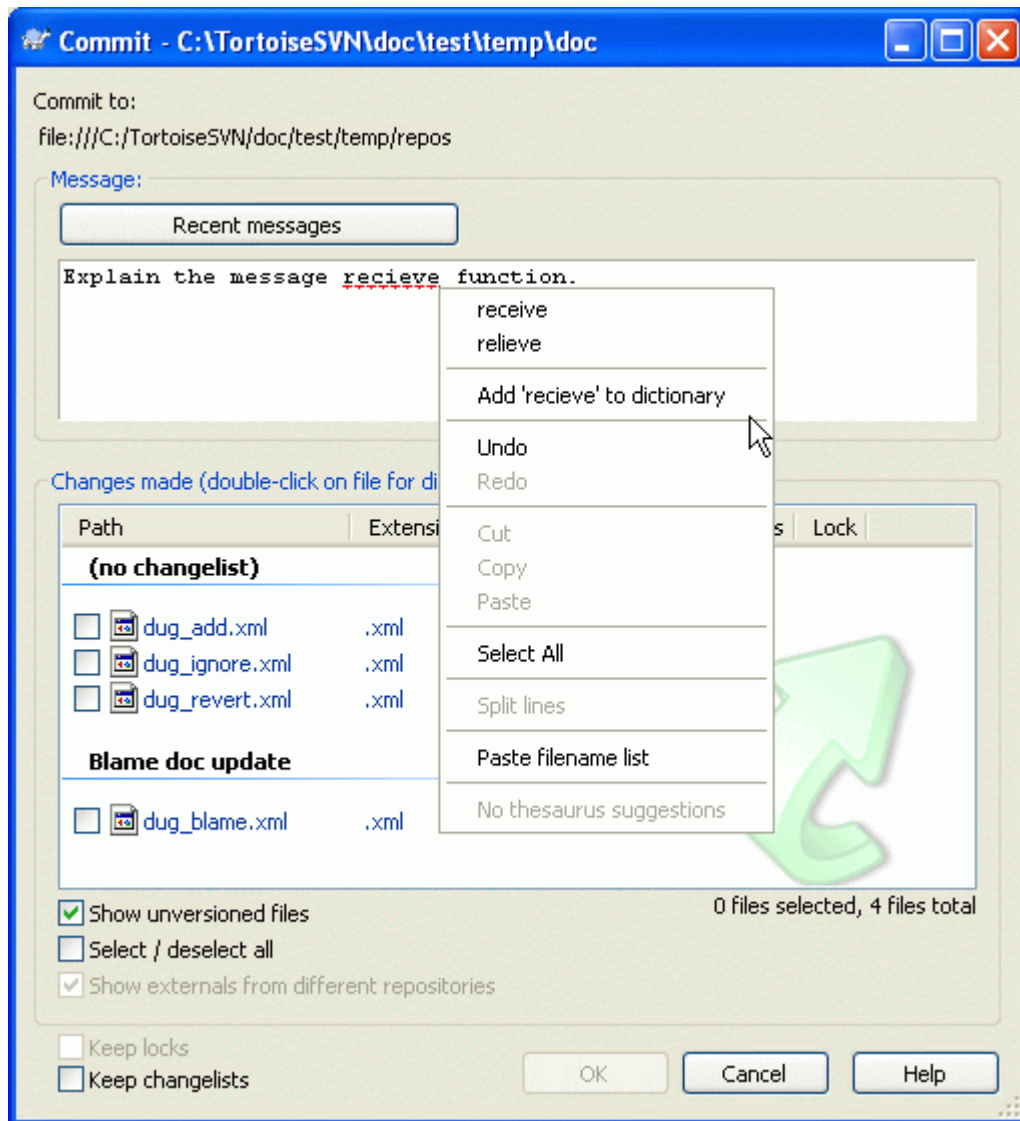 Commit - C:\TortoiseSVN\doc\test\temp\doc
Commit to:
file:///C:/TortoiseSVN/doc/test/temp/repos
Message:
Recent messages
Explain the message recieve function.
receive
relieve
Add 'recieve' to dictionary
Undo
Redo
Cut
Copy
Paste
Select All
Split lines
Paste filename list
No thesaurus suggestions
Changes made (double-click on file for di
Path Extensi s Lock
(no changelist)
dug_add.xml .xml
dug_ignore.xml .xml
dug_revert.xml .xml
Blame doc update
dug_blame.xml .xml
Show unversioned files 0 files selected, 4 files total
Select / deselect all
Show externals from different repositories
Keep locks
Keep changelists
OK Cancel Help